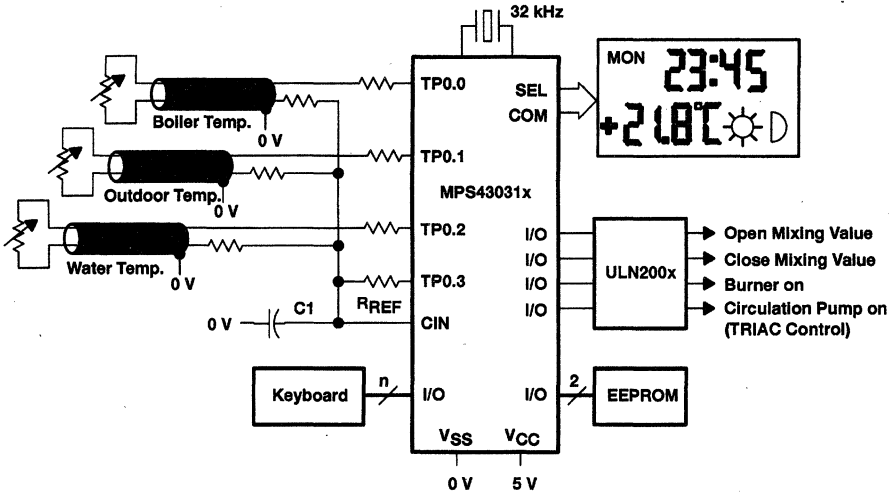 32 kHz
TP0.0
Boiler Temp.
0 V
SEL
COM
MON
23:45
+21.8°C
TP0.1
Outdoor Temp.
0 V
MPS43031x
TP0.2
Water Temp.
0 V
TP0.3
RREF
C1
0 V
CIN
I/O
I/O
I/O
I/O
ULN200x
Open Mixing Value
Close Mixing Value
Burner on
Circulation Pump on
(TRIAC Control)
Keyboard
n
I/O
I/O
2
EEPROM
VSS
VCC
0 V
5 V